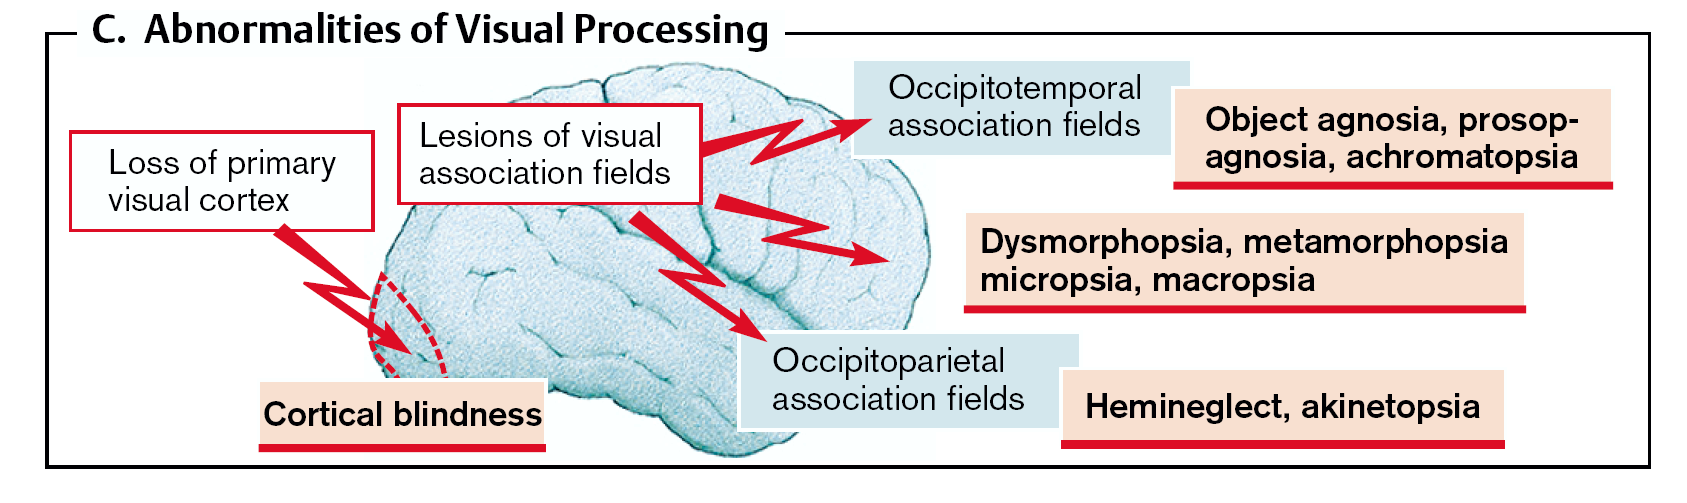 C. Abnormalities of Visual Processing
Loss of primary
visual cortex
Lesions of visual
association fields
Occipitotemporal
association fields
Object agnosia, prosop-
agnosia, achromatopsia
Dysmorphopsia, metamorphopsia
micropsia, macropsia
Occipitoparietal
association fields
Hemineglect, akinetopsia
Cortical blindness